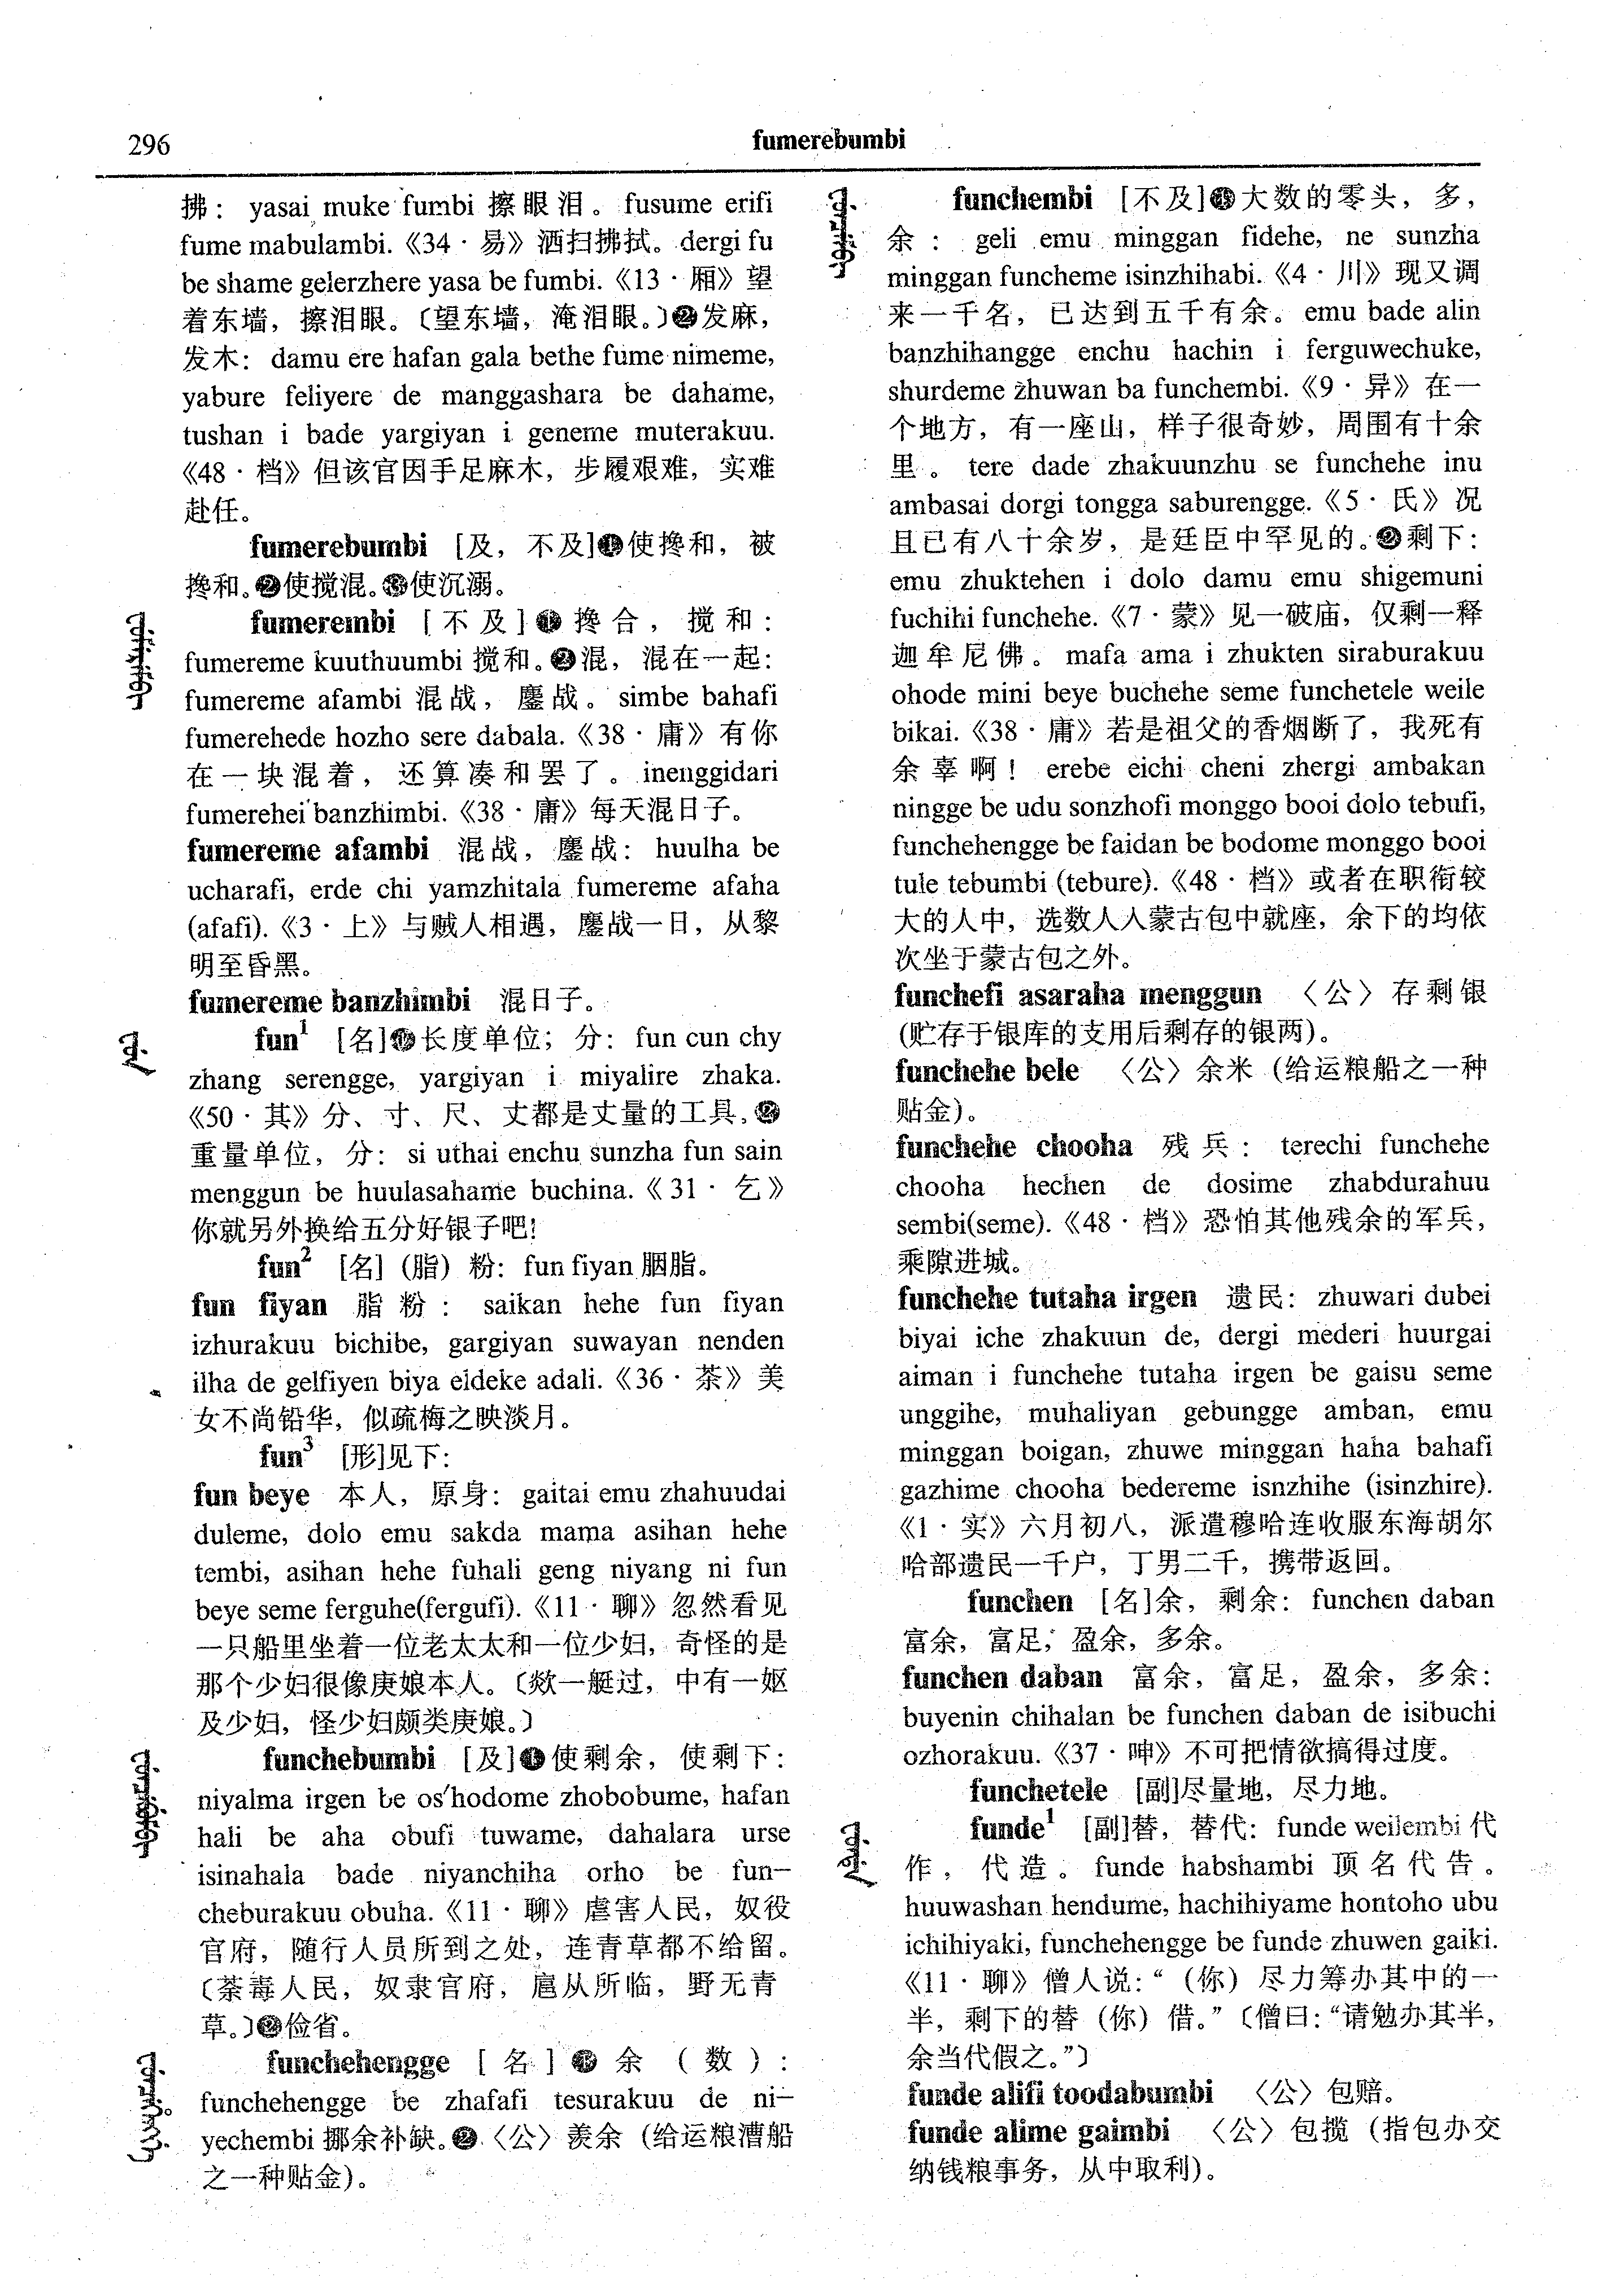 296
fumerebumbi
拂： yasai muke fumbi 擦眼泪。 fusume erifi
fume mabulambi.《34 · 易》洒扫拂拭。dergi fu
be shame gelerzhere yasa be fumbi.《13 · 厢》望
着东墙，擦泪眼。〔望东墙，淹泪眼。〕❷发麻，
发木： damu ere hafan gala bethe fume nimeme,
yabure feliyere de manggashara be dahame,
tushan i bade yargiyan i geneme muterakuu.
《48 · 档》但该官因手足麻木，步履艰难，实难
赴任。
fumerebumbi [及，不及]❶使搀和，被
搀和。❷使搅混。❸使沉溺。
fumerembi [不及]❶搀合，搅和：
fumereme kuuthuumbi 搅和。❷混，混在一起：
fumereme afambi 混战，鏖战。 simbe bahafi
fumerehede hozho sere dabala.《38 · 庸》有你
在一块混着，还算凑和罢了。inenggidari
fumerehei banzhimbi.《38 · 庸》每天混日子。
fumereme afambi 混战，鏖战： huulha be
ucharafi, erde chi yamzhitala fumereme afaha
(afafi).《3 · 上》与贼人相遇，鏖战一日，从黎
明至昏黑。
fumereme banzhimbi 混日子。
fun¹ [名]❶长度单位；分： fun cun chy
zhang serengge, yargiyan i miyalire zhaka.
《50 · 其》分、寸、尺、丈都是丈量的工具。❷
重量单位，分： si uthai enchu sunzha fun sain
menggun be huulasahame buchina.《31 · 乞》
你就另外换给五分好银子吧！
fun² [名]（脂）粉： fun fiyan 胭脂。
fun fiyan 脂粉： saikan hehe fun fiyan
izhurakuu bichibe, gargiyan suwayan nenden
ilha de gelfiyen biya eldeke adali.《36 · 茶》美
女不尚铅华，似疏梅之映淡月。
fun³ [形]见下：
fun beye 本人，原身： gaitai emu zhahuudai
duleme, dolo emu sakda mama asihan hehe
tembi, asihan hehe fuhali geng niyang ni fun
beye seme ferguhe(fergufi).《11 · 聊》忽然看见
一只船里坐着一位老太太和一位少妇，奇怪的是
那个少妇很像庚娘本人。〔欻一艇过，中有一妪
及少妇，怪少妇颇类庚娘。〕
funchebumbi [及]❶使剩余，使剩下：
niyalma irgen be os'hodome zhobobume, hafan
hali be aha obufi tuwame, dahalara urse
isinahala bade niyanchiha orho be fun-
cheburakuu obuha.《11 · 聊》虐害人民，奴役
官府，随行人员所到之处，连青草都不给留。
〔荼毒人民，奴隶官府，扈从所临，野无青
草。〕❷俭省。
funchehengge [名]❶余（数）：
funchehengge be zhafafi tesurakuu de ni-
yechembi 挪余补缺。❷〈公〉羡余（给运粮漕船
之一种贴金）。
funchembi [不及]❶大数的零头，多，
余： geli emu minggan fidehe, ne sunzha
minggan funcheme isinzhihabi.《4 · 川》现又调
来一千名，已达到五千有余。emu bade alin
banzhihangge enchu hachin i ferguwechuke,
shurdeme zhuwan ba funchembi.《9 · 异》在一
个地方，有一座山，样子很奇妙，周围有十余
里。 tere dade zhakuunzhu se funchehe inu
ambasai dorgi tongga saburengge.《5 · 氏》况
且已有八十余岁，是廷臣中罕见的。❷剩下：
emu zhuktehen i dolo damu emu shigemuni
fuchihi funchehe.《7 · 蒙》见一破庙，仅剩一释
迦牟尼佛。mafa ama i zhukten siraburakuu
ohode mini beye buchehe seme funchetele weile
bikai.《38 · 庸》若是祖父的香烟断了，我死有
余辜啊！ erebe eichi cheni zhergi ambakan
ningge be udu sonzhofi monggo booi dolo tebufi,
funchehengge be faidan be bodome monggo booi
tule tebumbi (tebure).《48 · 档》或者在职衔较
大的人中，选数人入蒙古包中就座，余下的均依
次坐于蒙古包之外。
funchefi asaraha menggun 〈公〉存剩银
(贮存于银库的支用后剩存的银两)。
funchehe bele 〈公〉余米（给运粮船之一种
贴金）。
funchehe chooha 残兵： terechi funchehe
chooha hechen de dosime zhabdurahuu
sembi(seme).《48 · 档》恐怕其他残余的军兵，
乘隙进城。
funchehe tutaha irgen 遗民： zhuwari dubei
biyai iche zhakuun de, dergi mederi huurgai
aiman i funchehe tutaha irgen be gaisu seme
unggihe, muhaliyan gebungge amban, emu
minggan boigan, zhuwe minggan haha bahafi
gazhime chooha bedereme isnzhihe (isinzhire).
《1 · 实》六月初八，派遣穆哈连收服东海胡尔
哈部遗民一千户，丁男二千，携带返回。
funchen [名]余，剩余： funchen daban
富余，富足，盈余，多余。
funchen daban 富余，富足，盈余，多余：
buyenin chihalan be funchen daban de isibuchi
ozhorakuu.《37 · 呻》不可把情欲搞得过度。
funchetele [副]尽量地，尽力地。
funde¹ [副]替，替代： funde weilembi 代
作，代造。funde habshambi 顶名代告。
huuwashan hendume, hachihiyame hontoho ubu
ichihiyaki, funchehengge be funde zhuwen gaiki.
《11 · 聊》僧人说：“（你）尽力筹办其中的一
半，剩下的替（你）借。”〔僧曰：“请勉办其半，
余当代假之。”〕
funde alifi toodabumbi 〈公〉包赔。
funde alime gaimbi 〈公〉包揽（指包办交
纳钱粮事务，从中取利）。